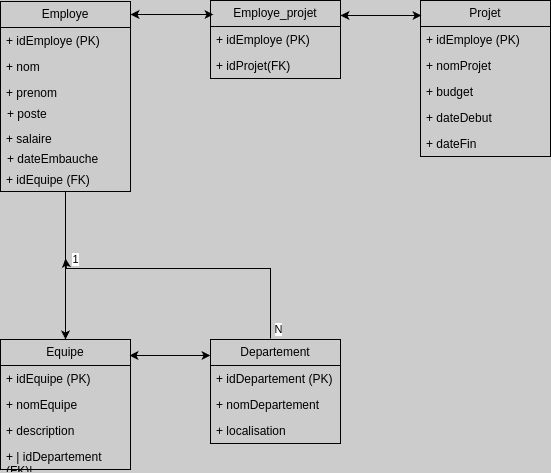 Employe
+ idEmploye (PK)
+ nom
+ prenom
+ poste
+ salaire
+ dateEmbauche
+ idEquipe (FK)
Employe_projet
+ idEmploye (PK)
+ idProjet(FK)
Projet
+ idEmploye (PK)
+ nomProjet
+ budget
+ dateDebut
+ dateFin
1
N
Equipe
+ idEquipe (PK)
+ nomEquipe
+ description
+ | idDepartement
(FK)|
Departement
+ idDepartement (PK)
+ nomDepartement
+ localisation